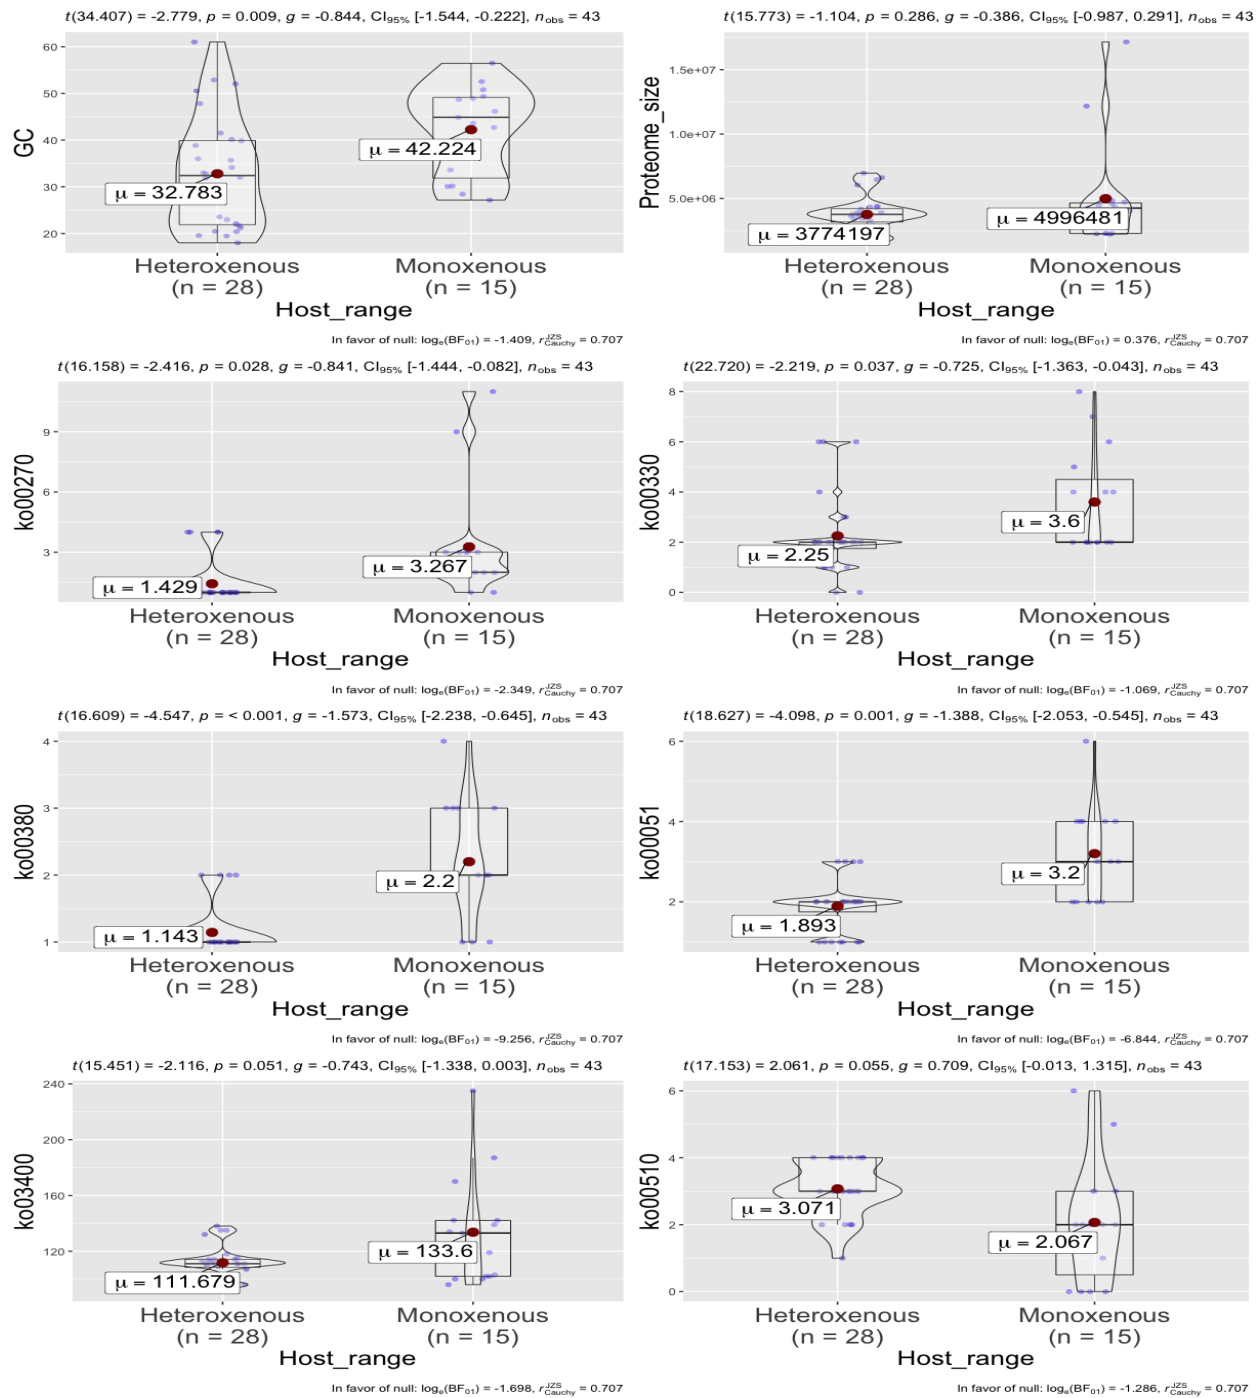 t(34.407) = -2.779, p = 0.009, g = -0.844, CI95% [-1.544, -0.222], nobs = 43
GC
60
50
40
30
20
μ = 32.783
μ = 42.224
Heteroxenous
(n = 28)
Monoxenous
(n = 15)
Host_range
In favor of null: loge(BF01) = -1.409, rJZSCauchy = 0.707
t(15.773) = -1.104, p = 0.286, g = -0.386, CI95% [-0.987, 0.291], nobs = 43
Proteome_size
1.5e+07
1.0e+07
5.0e+06
μ = 3774197
μ = 4996481
Heteroxenous
(n = 28)
Monoxenous
(n = 15)
Host_range
In favor of null: loge(BF01) = 0.376, rJZSCauchy = 0.707
t(16.158) = -2.416, p = 0.028, g = -0.841, CI95% [-1.444, -0.082], nobs = 43
ko00270
9
6
3
μ = 1.429
μ = 3.267
Heteroxenous
(n = 28)
Monoxenous
(n = 15)
Host_range
In favor of null: loge(BF01) = -2.349, rJZSCauchy = 0.707
t(22.720) = -2.219, p = 0.037, g = -0.725, CI95% [-1.363, -0.043], nobs = 43
ko00330
8
6
4
2
0
μ = 2.25
μ = 3.6
Heteroxenous
(n = 28)
Monoxenous
(n = 15)
Host_range
In favor of null: loge(BF01) = -1.069, rJZSCauchy = 0.707
t(16.609) = -4.547, p = < 0.001, g = -1.573, CI95% [-2.238, -0.645], nobs = 43
ko00380
4
3
2
1
μ = 1.143
μ = 2.2
Heteroxenous
(n = 28)
Monoxenous
(n = 15)
Host_range
In favor of null: loge(BF01) = -9.256, rJZSCauchy = 0.707
t(18.627) = -4.098, p = 0.001, g = -1.388, CI95% [-2.053, -0.545], nobs = 43
ko00051
6
4
2
μ = 1.893
μ = 3.2
Heteroxenous
(n = 28)
Monoxenous
(n = 15)
Host_range
In favor of null: loge(BF01) = -6.844, rJZSCauchy = 0.707
t(15.451) = -2.116, p = 0.051, g = -0.743, CI95% [-1.338, 0.003], nobs = 43
ko03400
240
200
160
120
μ = 111.679
μ = 133.6
Heteroxenous
(n = 28)
Monoxenous
(n = 15)
Host_range
In favor of null: loge(BF01) = -1.698, rJZSCauchy = 0.707
t(17.153) = 2.061, p = 0.055, g = 0.709, CI95% [-0.013, 1.315], nobs = 43
ko00510
6
4
2
0
μ = 3.071
μ = 2.067
Heteroxenous
(n = 28)
Monoxenous
(n = 15)
Host_range
In favor of null: loge(BF01) = -1.286, rJZSCauchy = 0.707